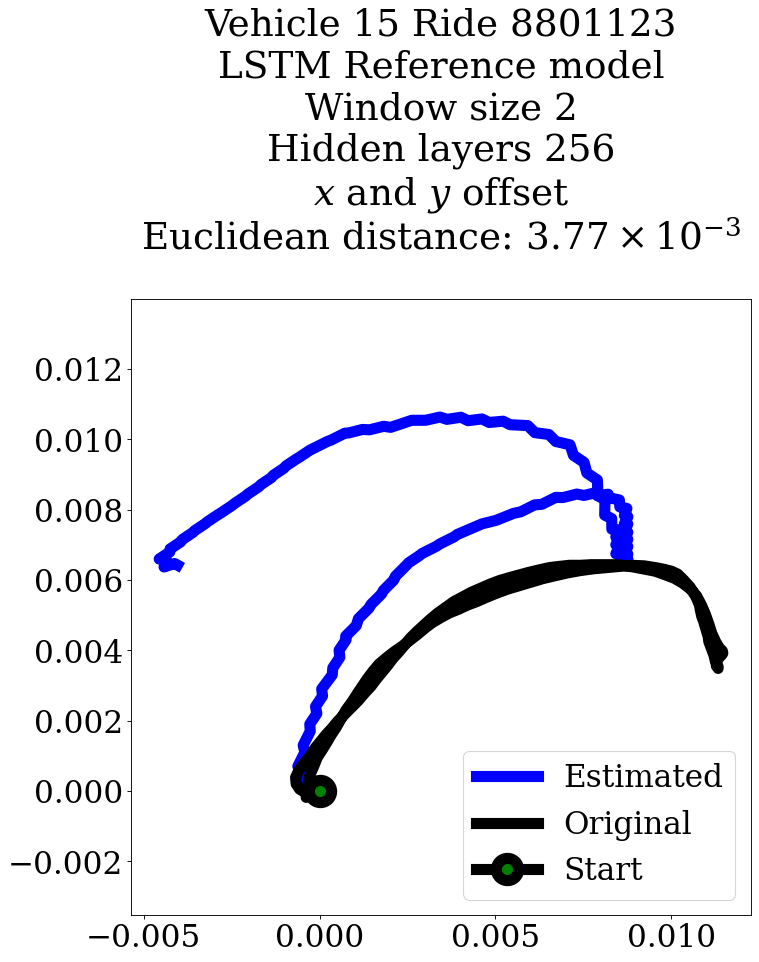 Vehicle 15 Ride 8801123
LSTM Reference model
Window size 2
Hidden layers 256
x and y offset
Euclidean distance: 3.77 × 10⁻³
0.012
0.010
0.008
0.006
0.004
0.002
0.000
−0.002
Estimated
Original
Start
−0.005
0.000
0.005
0.010